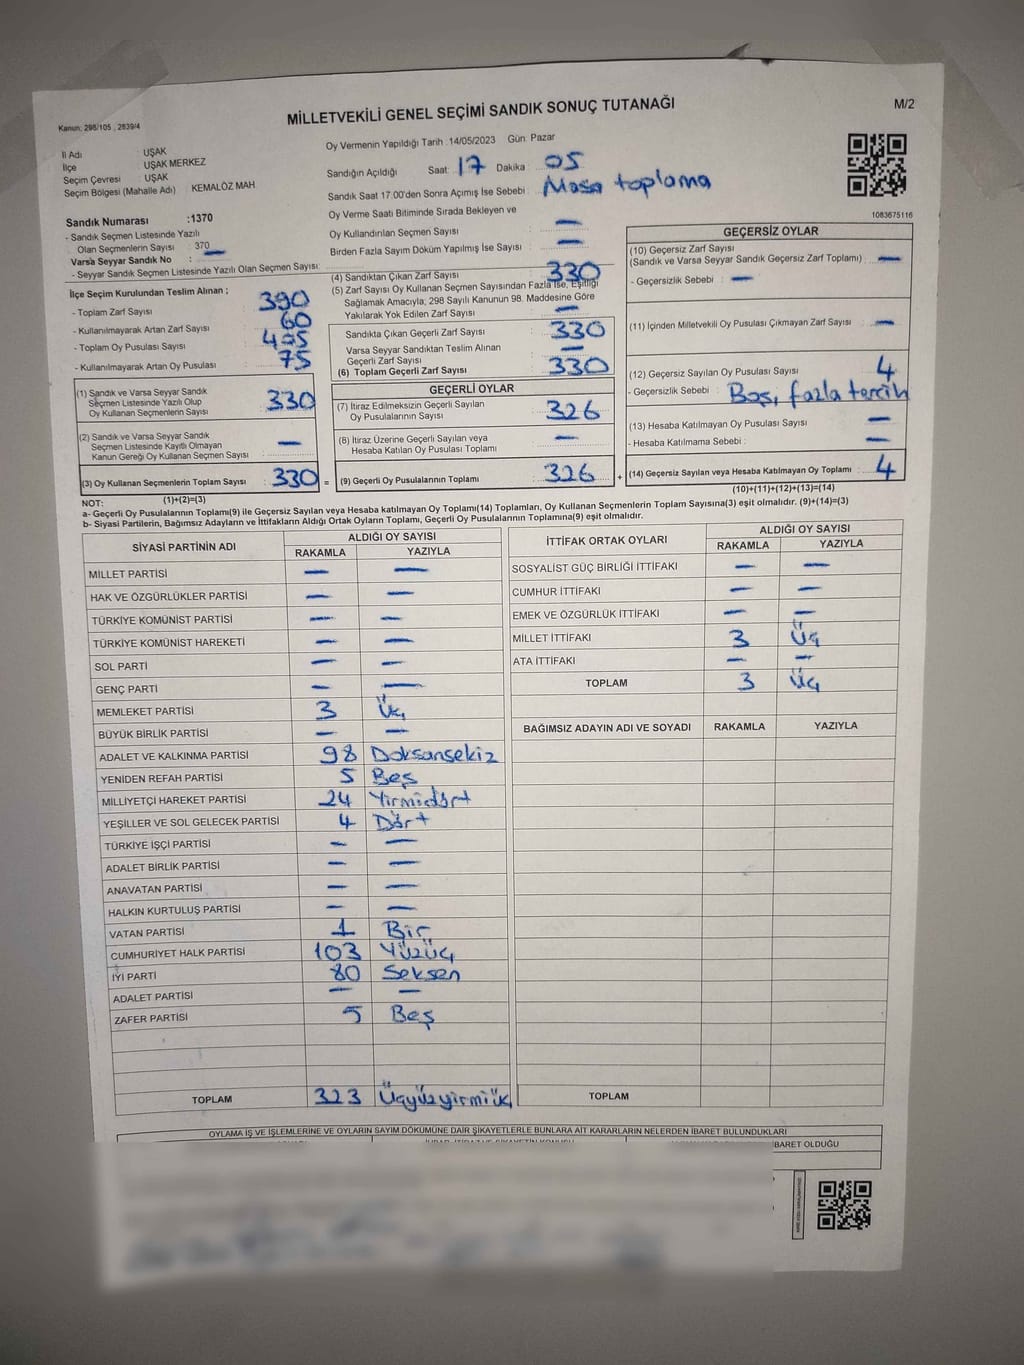 MİLLETVEKİLİ GENEL SEÇİMİ SANDIK SONUÇ TUTANAĞI
M/2
Kanun: 298/105 , 2839/4
İl Adı : UŞAK
İlçe : UŞAK MERKEZ
Seçim Çevresi : UŞAK
Seçim Bölgesi (Mahalle Adı) : KEMALÖZ MAH
Oy Vermenin Yapıldığı Tarih :14/05/2023 Gün: Pazar
Sandığın Açıldığı Saat: 17 Dakika : 05
Sandık Saat 17.00'den Sonra Açımış İse Sebebi : Masa toplama
Oy Verme Saati Bitiminde Sırada Bekleyen ve
Oy Kullandırılan Seçmen Sayısı : —
Birden Fazla Sayım Döküm Yapılmış İse Sayısı : —
1083675116
Sandık Numarası :1370
- Sandık Seçmen Listesinde Yazılı
Olan Seçmenlerin Sayısı : 370
Varsa Seyyar Sandık No : —
- Seyyar Sandık Seçmen Listesinde Yazılı Olan Seçmen Sayısı:
İlçe Seçim Kurulundan Teslim Alınan ;
- Toplam Zarf Sayısı : 390
- Kullanılmayarak Artan Zarf Sayısı : 60
- Toplam Oy Pusulası Sayısı : 405
- Kullanılmayarak Artan Oy Pusulası : 75
(1) Sandık ve Varsa Seyyar Sandık
Seçmen Listesinde Yazılı Olup
Oy Kullanan Seçmenlerin Sayısı : 330
(2) Sandık ve Varsa Seyyar Sandık
Seçmen Listesinde Kayıtlı Olmayan
Kanun Gereği Oy Kullanan Seçmen Sayısı : —
(3) Oy Kullanan Seçmenlerin Toplam Sayısı : 330 =
(4) Sandıktan Çıkan Zarf Sayısı : 330
(5) Zarf Sayısı Oy Kullanan Seçmen Sayısından Fazla İse, Eşitliği
Sağlamak Amacıyla, 298 Sayılı Kanunun 98. Maddesine Göre
Yakılarak Yok Edilen Zarf Sayısı : —
Sandıkta Çıkan Geçerli Zarf Sayısı : 330
Varsa Seyyar Sandıktan Teslim Alınan
Geçerli Zarf Sayısı : —
(6) Toplam Geçerli Zarf Sayısı : 330
GEÇERLİ OYLAR
(7) İtiraz Edilmeksizin Geçerli Sayılan
Oy Pusulalarının Sayısı : 326
(8) İtiraz Üzerine Geçerli Sayılan veya
Hesaba Katılan Oy Pusulası Toplamı : —
(9) Geçerli Oy Pusulalarının Toplamı : 326 +
GEÇERSİZ OYLAR
(10) Geçersiz Zarf Sayısı
(Sandık ve Varsa Seyyar Sandık Geçersiz Zarf Toplamı) : —
- Geçersizlik Sebebi : —
(11) İçinden Milletvekili Oy Pusulası Çıkmayan Zarf Sayısı : —
(12) Geçersiz Sayılan Oy Pusulası Sayısı : 4
- Geçersizlik Sebebi : Boş, fazla tercih
(13) Hesaba Katılmayan Oy Pusulası Sayısı : —
- Hesaba Katılmama Sebebi : —
(14) Geçersiz Sayılan veya Hesaba Katılmayan Oy Toplamı : 4
NOT: (1)+(2)=(3)
(10)+(11)+(12)+(13)=(14)
a- Geçerli Oy Pusulalarının Toplamı(9) ile Geçersiz Sayılan veya Hesaba katılmayan Oy Toplamı(14) Toplamları, Oy Kullanan Seçmenlerin Toplam Sayısına(3) eşit olmalıdır. (9)+(14)=(3)
b- Siyasi Partilerin, Bağımsız Adayların ve İttifakların Aldığı Ortak Oyların Toplamı, Geçerli Oy Pusulalarının Toplamına(9) eşit olmalıdır.
SİYASİ PARTİNİN ADI ALDIĞI OY SAYISI
RAKAMLA YAZIYLA
MİLLET PARTİSİ — —
HAK VE ÖZGÜRLÜKLER PARTİSİ — —
TÜRKİYE KOMÜNİST PARTİSİ — —
TÜRKİYE KOMÜNİST HAREKETİ — —
SOL PARTİ — —
GENÇ PARTİ — —
MEMLEKET PARTİSİ 3 Üç
BÜYÜK BİRLİK PARTİSİ — —
ADALET VE KALKINMA PARTİSİ 98 Doksansekiz
YENİDEN REFAH PARTİSİ 5 Beş
MİLLİYETÇİ HAREKET PARTİSİ 24 Yirmidört
YEŞİLLER VE SOL GELECEK PARTİSİ 4 Dört
TÜRKİYE İŞÇİ PARTİSİ — —
ADALET BİRLİK PARTİSİ — —
ANAVATAN PARTİSİ — —
HALKIN KURTULUŞ PARTİSİ — —
VATAN PARTİSİ 1 Bir
CUMHURİYET HALK PARTİSİ 103 Yüzüç
İYİ PARTİ 80 Seksen
ADALET PARTİSİ — —
ZAFER PARTİSİ 5 Beş
TOPLAM 323 Üçyüzyirmiüç
İTTİFAK ORTAK OYLARI ALDIĞI OY SAYISI
RAKAMLA YAZIYLA
SOSYALİST GÜÇ BİRLİĞİ İTTİFAKI — —
CUMHUR İTTİFAKI — —
EMEK VE ÖZGÜRLÜK İTTİFAKI — —
MİLLET İTTİFAKI 3 Üç
ATA İTTİFAKI — —
TOPLAM 3 Üç
BAĞIMSIZ ADAYIN ADI VE SOYADI RAKAMLA YAZIYLA
TOPLAM
OYLAMA İŞ VE İŞLEMLERİNE VE OYLARIN SAYIM DÖKÜMÜNE DAİR ŞİKAYETLERLE BUNLARA AİT KARARLARIN NELERDEN İBARET BULUNDUKLARI
İBARET OLDUĞU